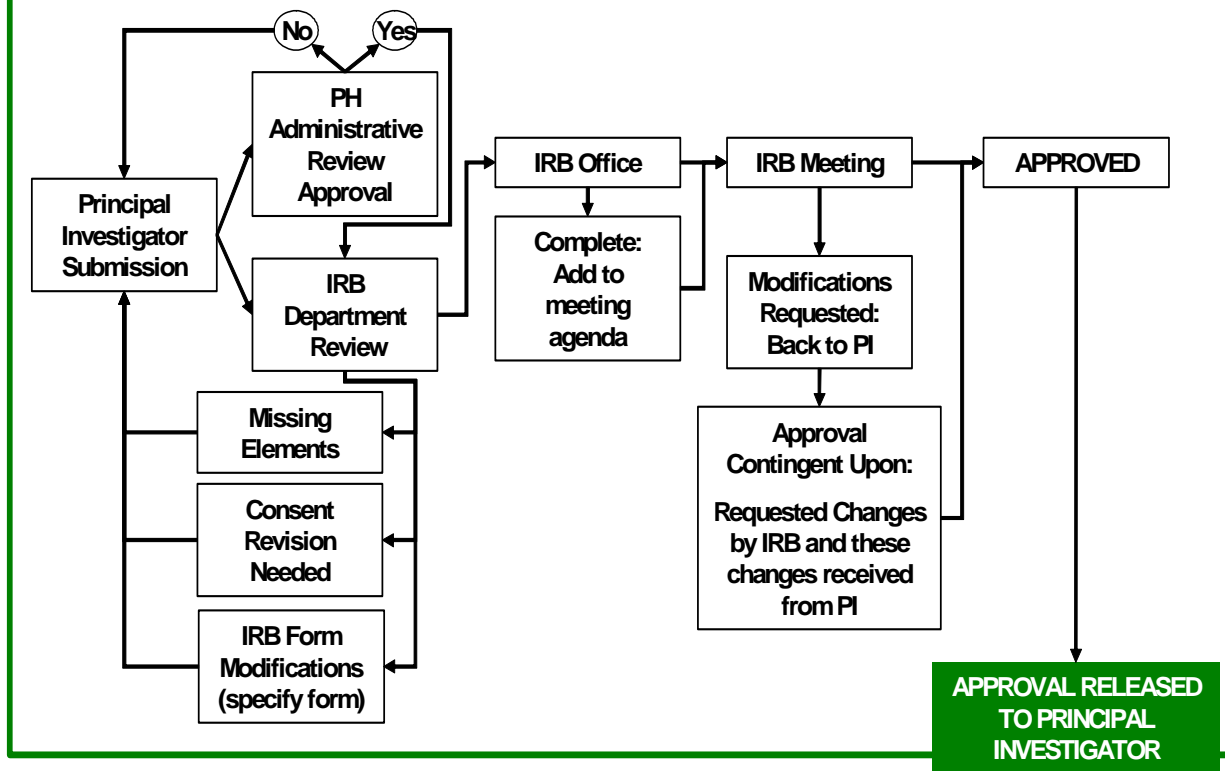 No
Yes
PH
Administrative
Review
Approval
Principal
Investigator
Submission
IRB
Department
Review
Missing
Elements
Consent
Revision
Needed
IRB Form
Modifications
(specify form)
IRB Office
Complete:
Add to
meeting
agenda
IRB Meeting
Modifications
Requested:
Back to PI
Approval
Contingent Upon:
Requested Changes
by IRB and these
changes received
from PI
APPROVED
APPROVAL RELEASED
TO PRINCIPAL
INVESTIGATOR